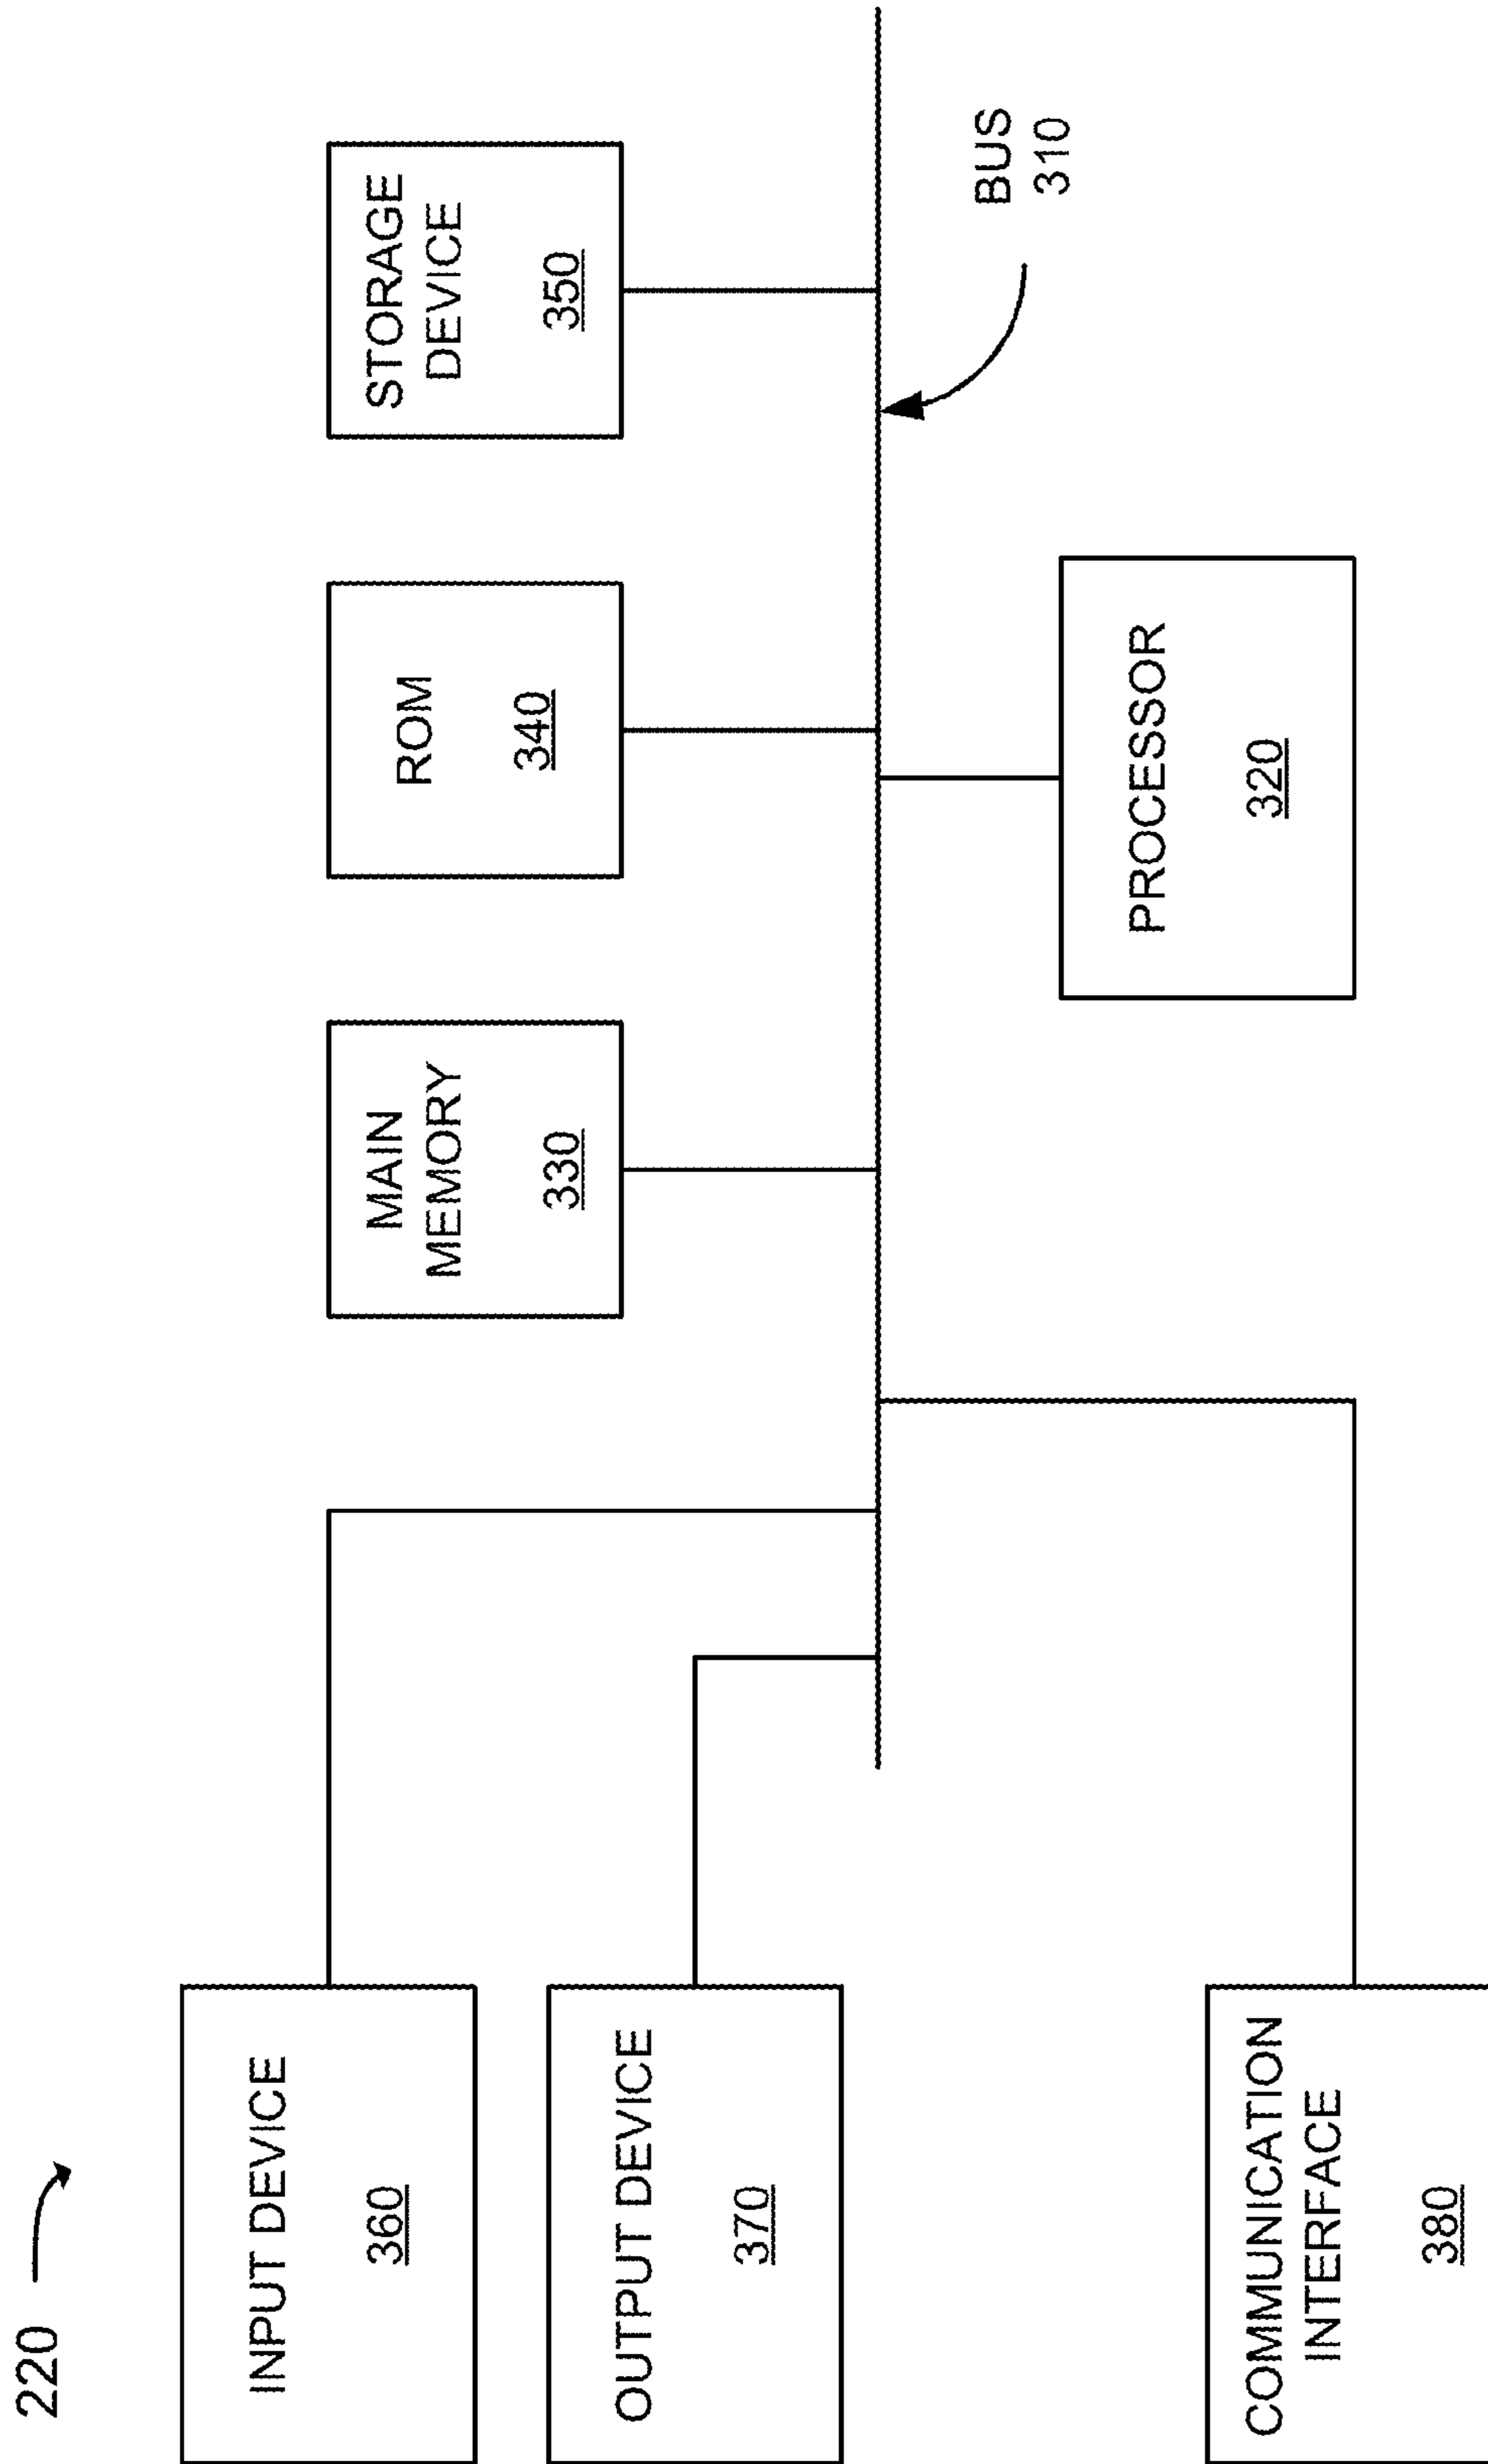 220
INPUT DEVICE
360
OUTPUT DEVICE
370
COMMUNICATION
INTERFACE
380
MAIN
MEMORY
330
ROM
340
STORAGE
DEVICE
350
PROCESSOR
320
BUS
310